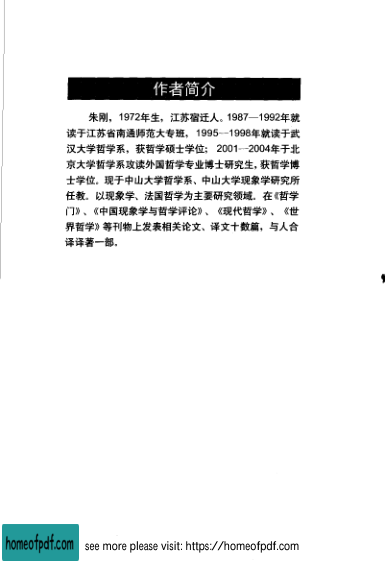 作者简介
朱刚，1972年生，江苏宿迁人。1987—1992年就
读于江苏省南通师范大专班，1995—1998年就读于武
汉大学哲学系，获哲学硕士学位；2001—2004年于北
京大学哲学系攻读外国哲学专业博士研究生，获哲学博
士学位。现于中山大学哲学系、中山大学现象学研究所
任教。以现象学、法国哲学为主要研究领域。在《哲学
门》、《中国现象学与哲学评论》、《现代哲学》、《世
界哲学》等刊物上发表相关论文、译文十数篇，与人合
译译著一部。
homeofpdf.com
see more please visit: https://homeofpdf.com